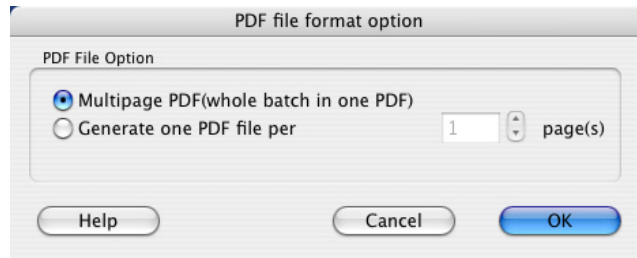 PDF file format option
PDF File Option
Multipage PDF(whole batch in one PDF)
Generate one PDF file per 1 page(s)
Help Cancel OK